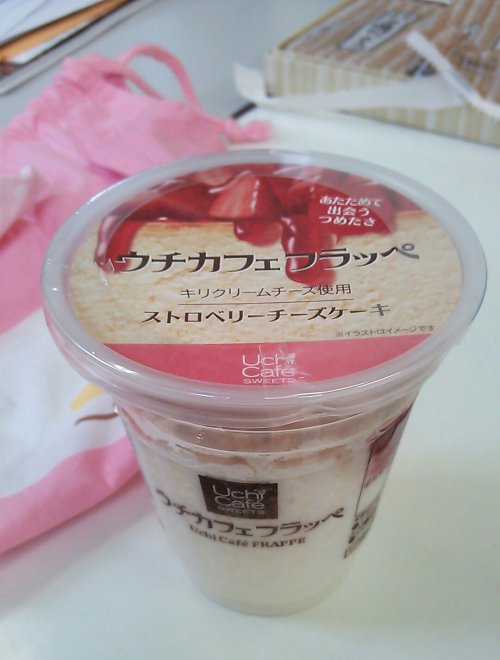 あたためて
出会う
つめたさ
ウチカフェフラッペ
キリクリームチーズ使用
ストロベリーチーズケーキ
※イラストはイメージです
Uchi
Café
SWEETS
Uchi
Café
SWEETS
ウチカフェフラッペ
Uchi Café FRAPPE